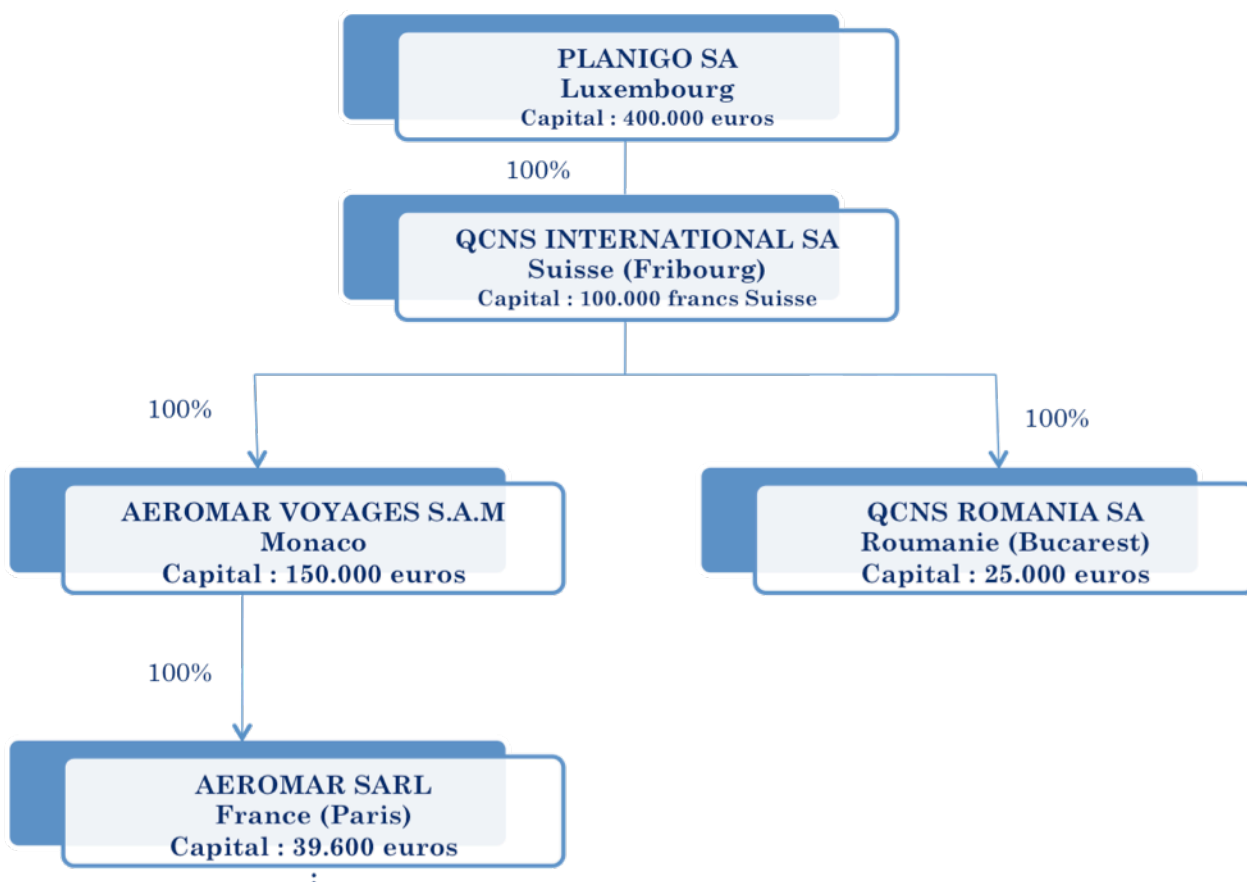 PLANIGO SA
Luxembourg
Capital : 400.000 euros
100%
QCNS INTERNATIONAL SA
Suisse (Fribourg)
Capital : 100.000 francs Suisse
100%
100%
AEROMAR VOYAGES S.A.M
Monaco
Capital : 150.000 euros
QCNS ROMANIA SA
Roumanie (Bucarest)
Capital : 25.000 euros
100%
AEROMAR SARL
France (Paris)
Capital : 39.600 euros
: